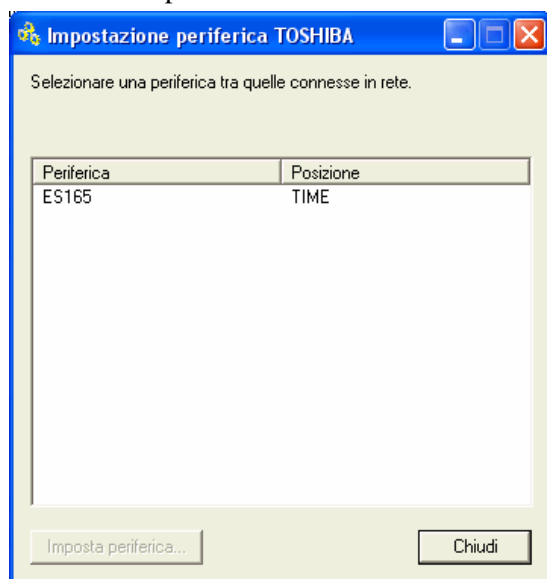 Impostazione periferica TOSHIBA
Selezionare una periferica tra quelle connesse in rete.
Periferica Posizione
ES165 TIME
Imposta periferica... Chiudi